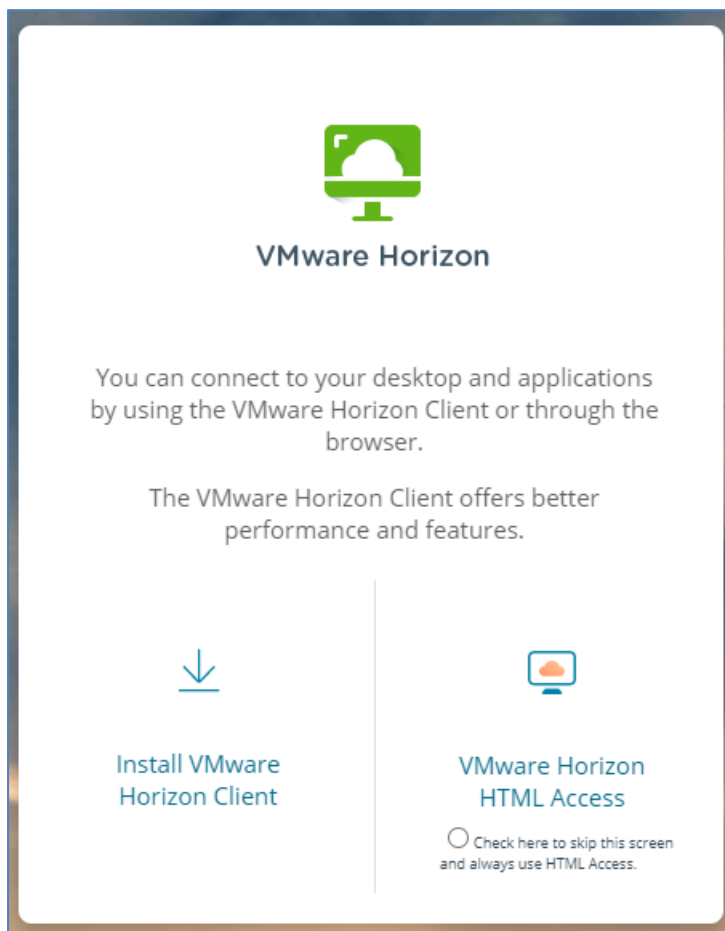 VMware Horizon
You can connect to your desktop and applications
by using the VMware Horizon Client or through the
browser.
The VMware Horizon Client offers better
performance and features.
Install VMware
Horizon Client
VMware Horizon
HTML Access
Check here to skip this screen
and always use HTML Access.